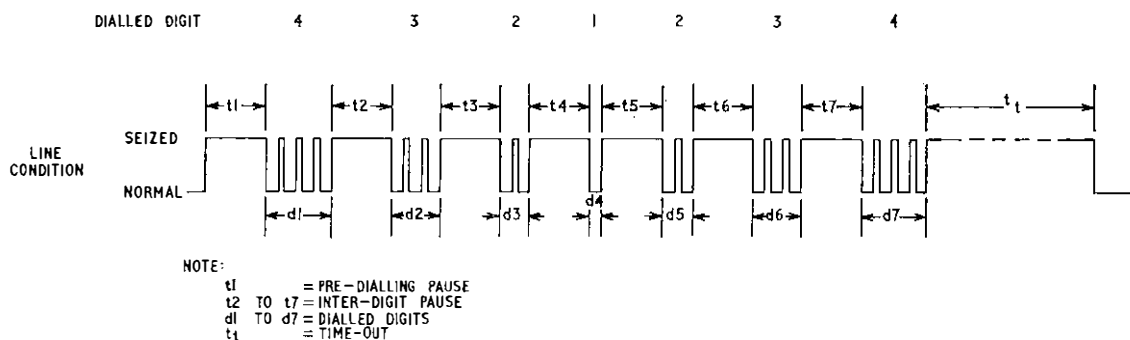 DIALLED DIGIT 4 3 2 1 2 3 4
t1 t2 t3 t4 t5 t6 t7 tt
SEIZED
LINE
CONDITION
NORMAL
d1 d2 d3 d4 d5 d6 d7
NOTE:
t1 = PRE-DIALLING PAUSE
t2 TO t7 = INTER-DIGIT PAUSE
d1 TO d7 = DIALLED DIGITS
tt = TIME-OUT